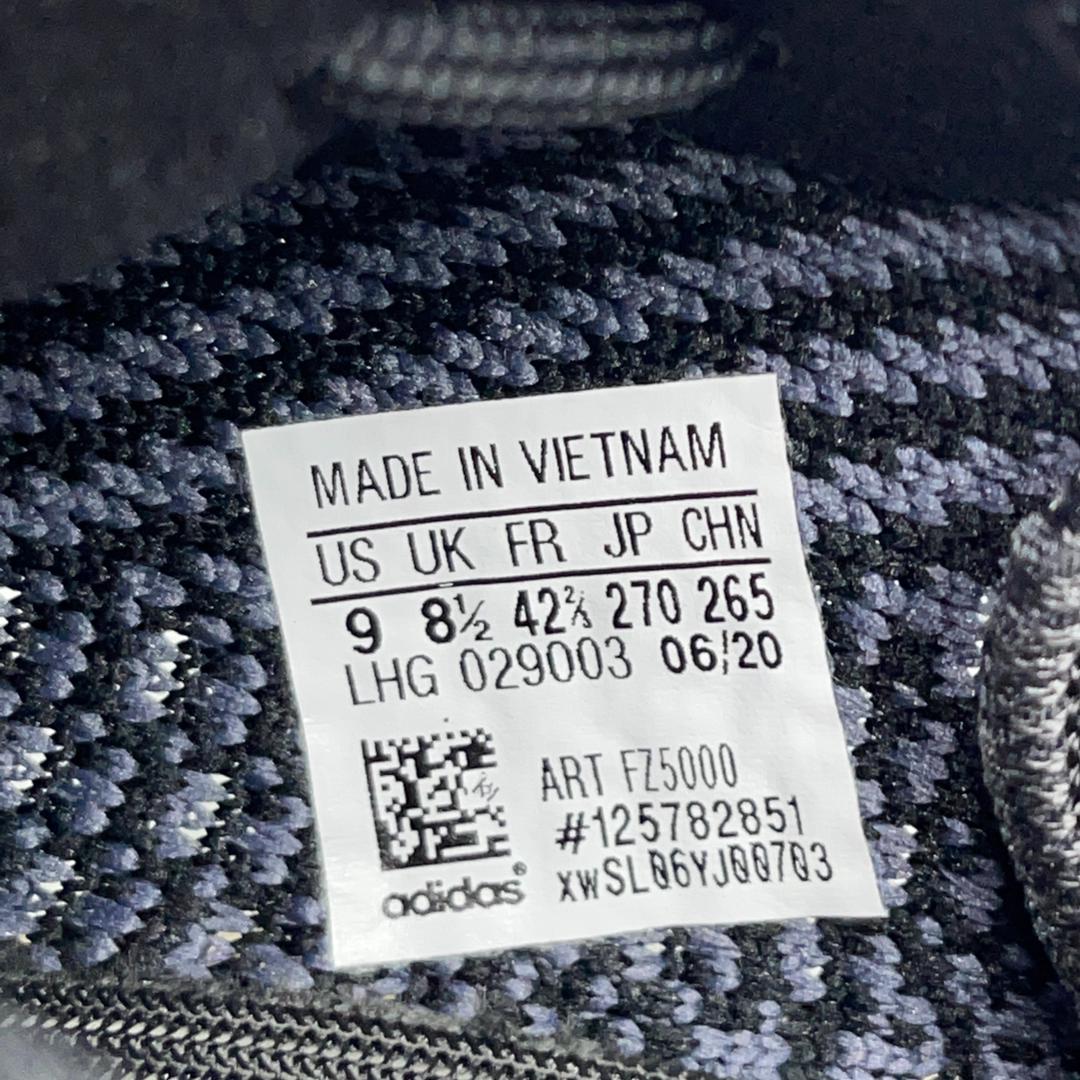 MADE IN VIETNAM
US UK FR JP CHN
9 8½ 42⅔ 270 265
LHG 029003 06/20
ART FZ5000
#125782851
xwSL06YJ00703
adidas®